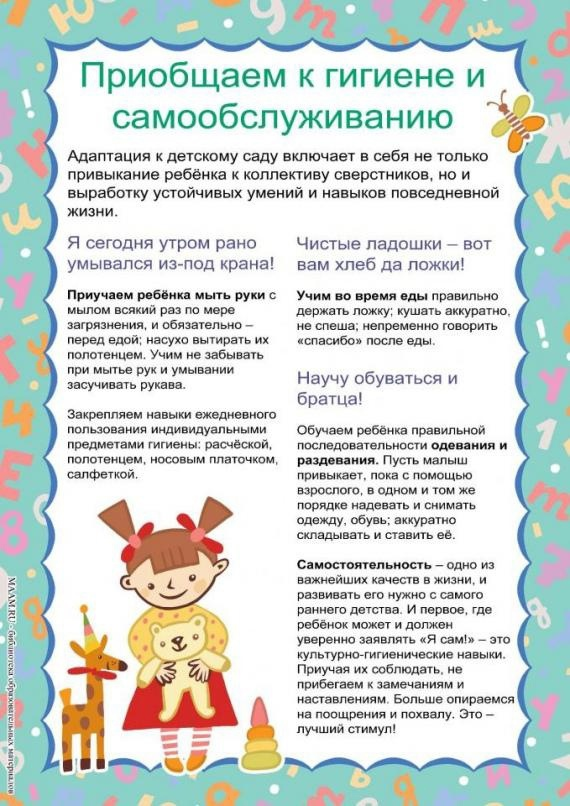 Приобщаем к гигиене и
самообслуживанию
Адаптация к детскому саду включает в себя не только
привыкание ребёнка к коллективу сверстников, но и
выработку устойчивых умений и навыков повседневной
жизни.
Я сегодня утром рано
умывался из-под крана!
Приучаем ребёнка мыть руки с
мылом всякий раз по мере
загрязнения, и обязательно –
перед едой; насухо вытирать их
полотенцем. Учим не забывать
при мытье рук и умывании
засучивать рукава.
Закрепляем навыки ежедневного
пользования индивидуальными
предметами гигиены: расчёской,
полотенцем, носовым платочком,
салфеткой.
Чистые ладошки – вот
вам хлеб да ложки!
Учим во время еды правильно
держать ложку; кушать аккуратно,
не спеша; непременно говорить
«спасибо» после еды.
Научу обуваться и
братца!
Обучаем ребёнка правильной
последовательности одевания и
раздевания. Пусть малыш
привыкает, пока с помощью
взрослого, в одном и том же
порядке надевать и снимать
одежду, обувь; аккуратно
складывать и ставить её.
Самостоятельность – одно из
важнейших качеств в жизни, и
развивать его нужно с самого
раннего детства. И первое, где
ребёнок может и должен
уверенно заявлять «Я сам!» – это
культурно-гигиенические навыки.
Приучая их соблюдать, не
прибегаем к замечаниям и
наставлениям. Больше опираемся
на поощрения и похвалу. Это –
лучший стимул!
MAAM.RU - библиотека образовательных материалов